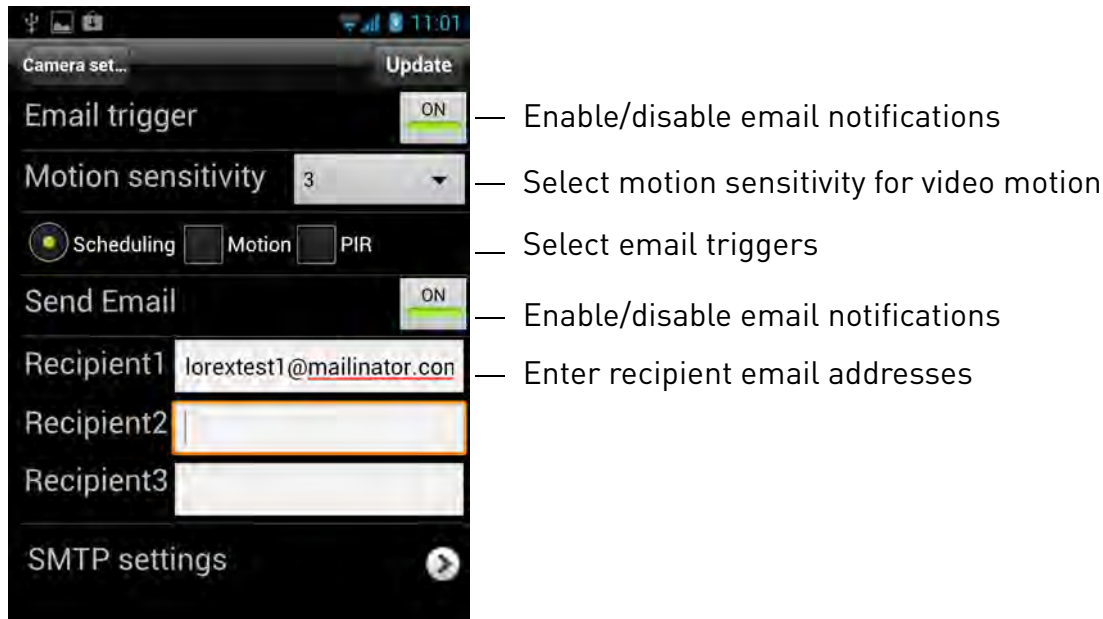 11:01
Camera set... Update
Email trigger ON Enable/disable email notifications
Motion sensitivity 3 Select motion sensitivity for video motion
Scheduling Motion PIR Select email triggers
Send Email ON Enable/disable email notifications
Recipient1 lorextest1@mailinator.con Enter recipient email addresses
Recipient2
Recipient3
SMTP settings